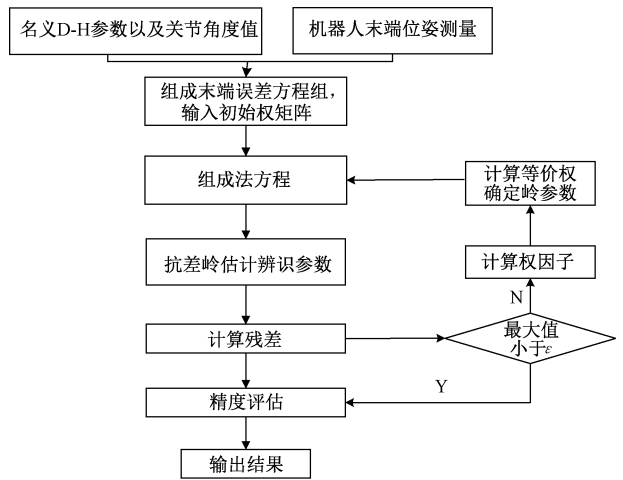 名义D-H参数以及关节角度值
机器人末端位姿测量
组成末端误差方程组，
输入初始权矩阵
组成法方程
计算等价权
确定岭参数
抗差岭估计辨识参数
计算权因子
N
计算残差
最大值
小于ε
Y
精度评估
输出结果